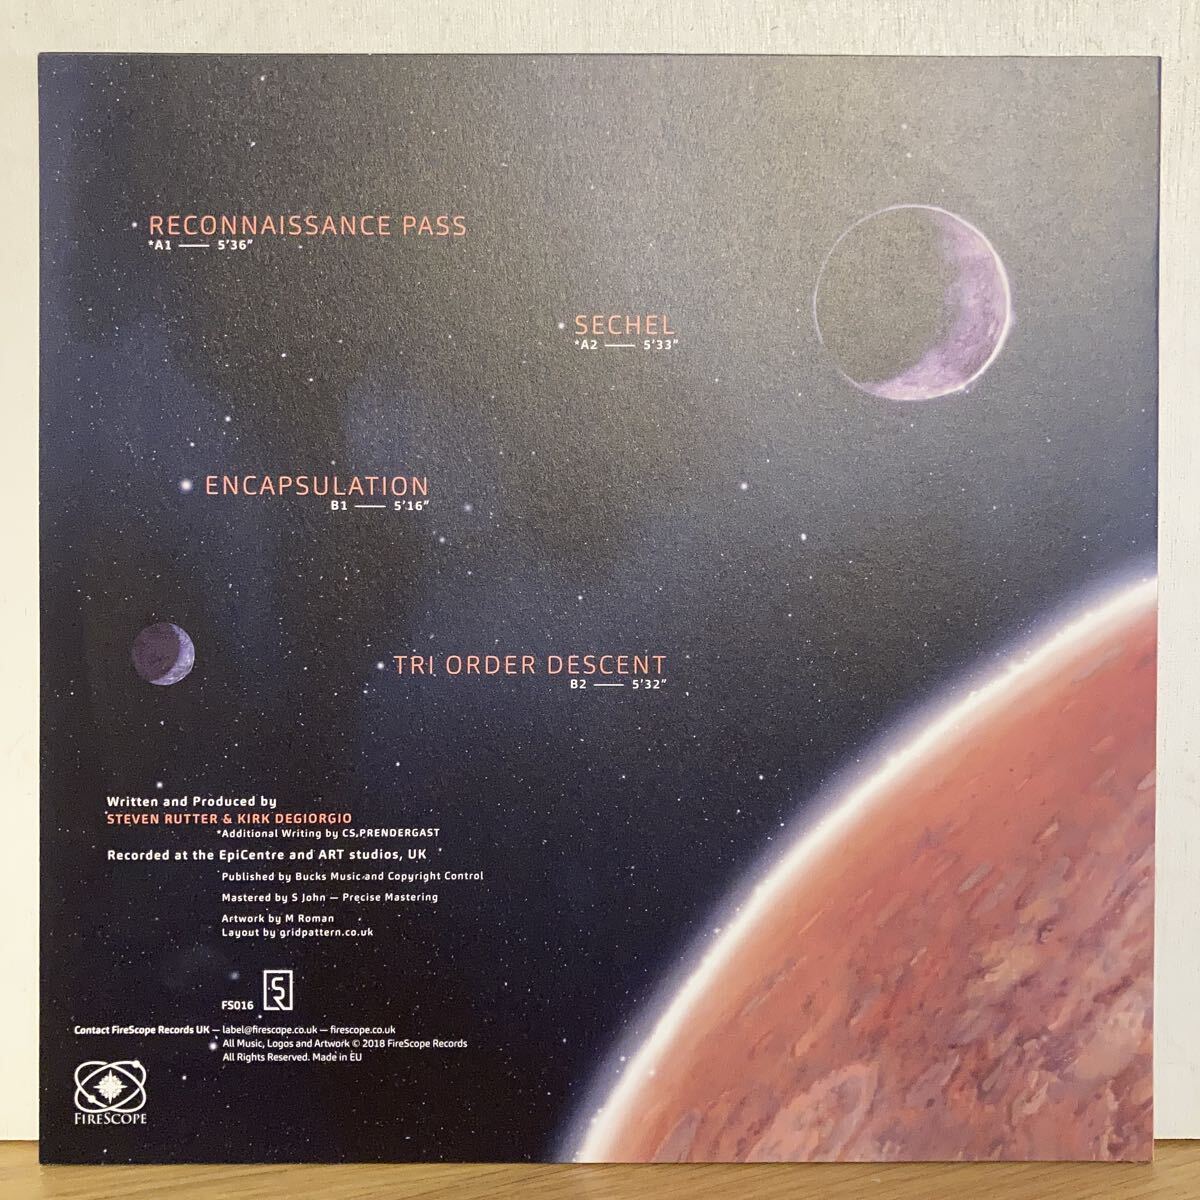 RECONNAISSANCE PASS
*A1 — 5'36"
SECHEL
*A2 — 5'33"
ENCAPSULATION
B1 — 5'16"
TRI ORDER DESCENT
B2 — 5'32"
Written and Produced by
STEVEN RUTTER & KIRK DEGIORGIO
*Additional Writing by CS.PRENDERGAST
Recorded at the EpiCentre and ART studios, UK
Published by Bucks Music and Copyright Control
Mastered by S John — Precise Mastering
Artwork by M Roman
Layout by gridpattern.co.uk
FS016
SR
Contact FireScope Records UK — label@firescope.co.uk — firescope.co.uk
All Music, Logos and Artwork © 2018 FireScope Records
All Rights Reserved. Made in EU
FIRESCOPE